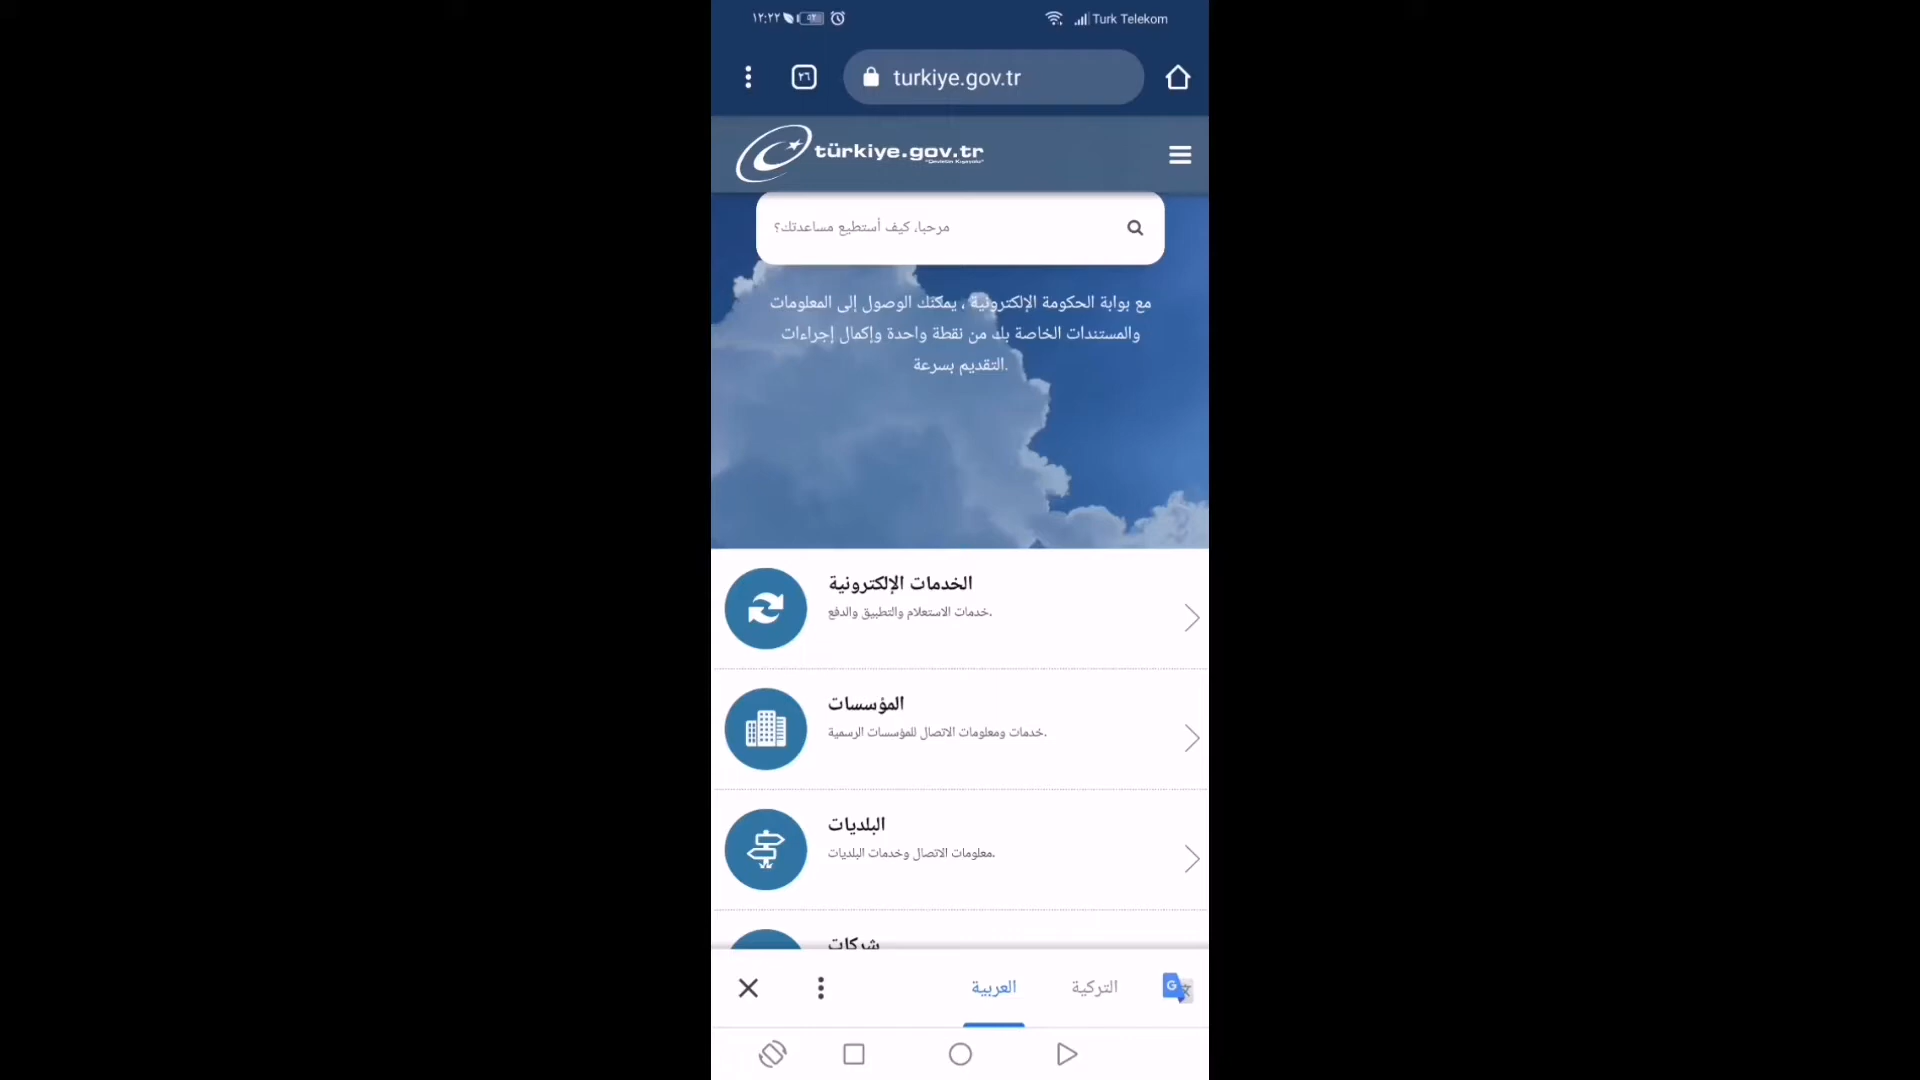 ١٢:٢٢
٥٢
Turk Telekom
٢٦
turkiye.gov.tr
türkiye.gov.tr
مرحبا، كيف أستطيع مساعدتك؟
مع بوابة الحكومة الإلكترونية ، يمكنك الوصول إلى المعلومات
والمستندات الخاصة بك من نقطة واحدة وإكمال إجراءات
التقديم بسرعة.
الخدمات الإلكترونية
خدمات الاستعلام والتطبيق والدفع.
المؤسسات
خدمات ومعلومات الاتصال للمؤسسات الرسمية.
البلديات
معلومات الاتصال وخدمات البلديات.
شركات
التركية
العربية